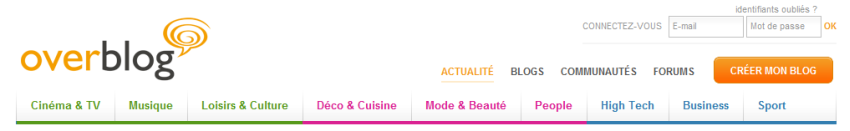 identifiants oubliés ?
CONNECTEZ-VOUS E-mail Mot de passe OK
overblog
ACTUALITÉ BLOGS COMMUNAUTÉS FORUMS CRÉER MON BLOG
Cinéma & TV Musique Loisirs & Culture Déco & Cuisine Mode & Beauté People High Tech Business Sport